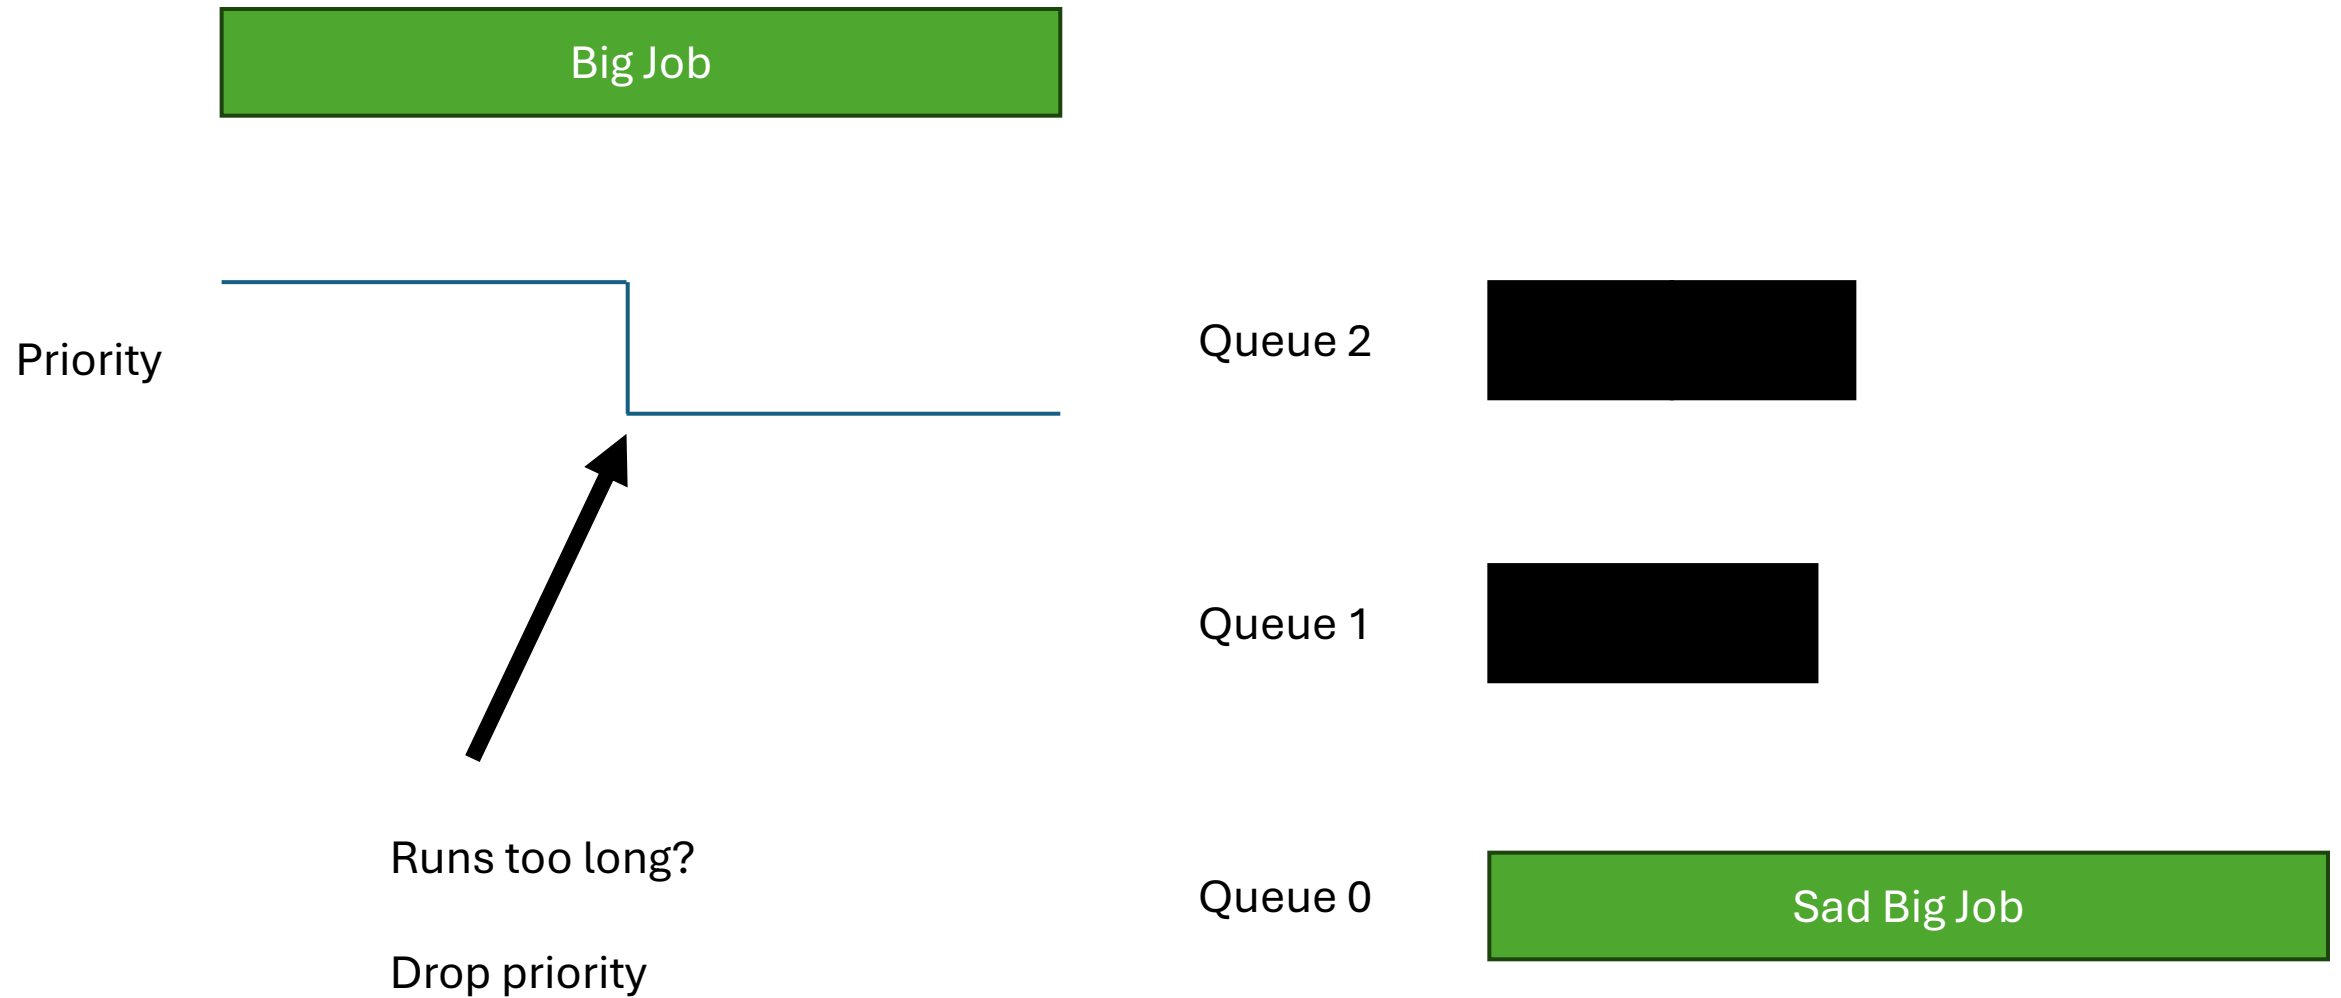 Big Job
Priority
Runs too long?
Drop priority
Queue 2
Queue 1
Queue 0
Sad Big Job